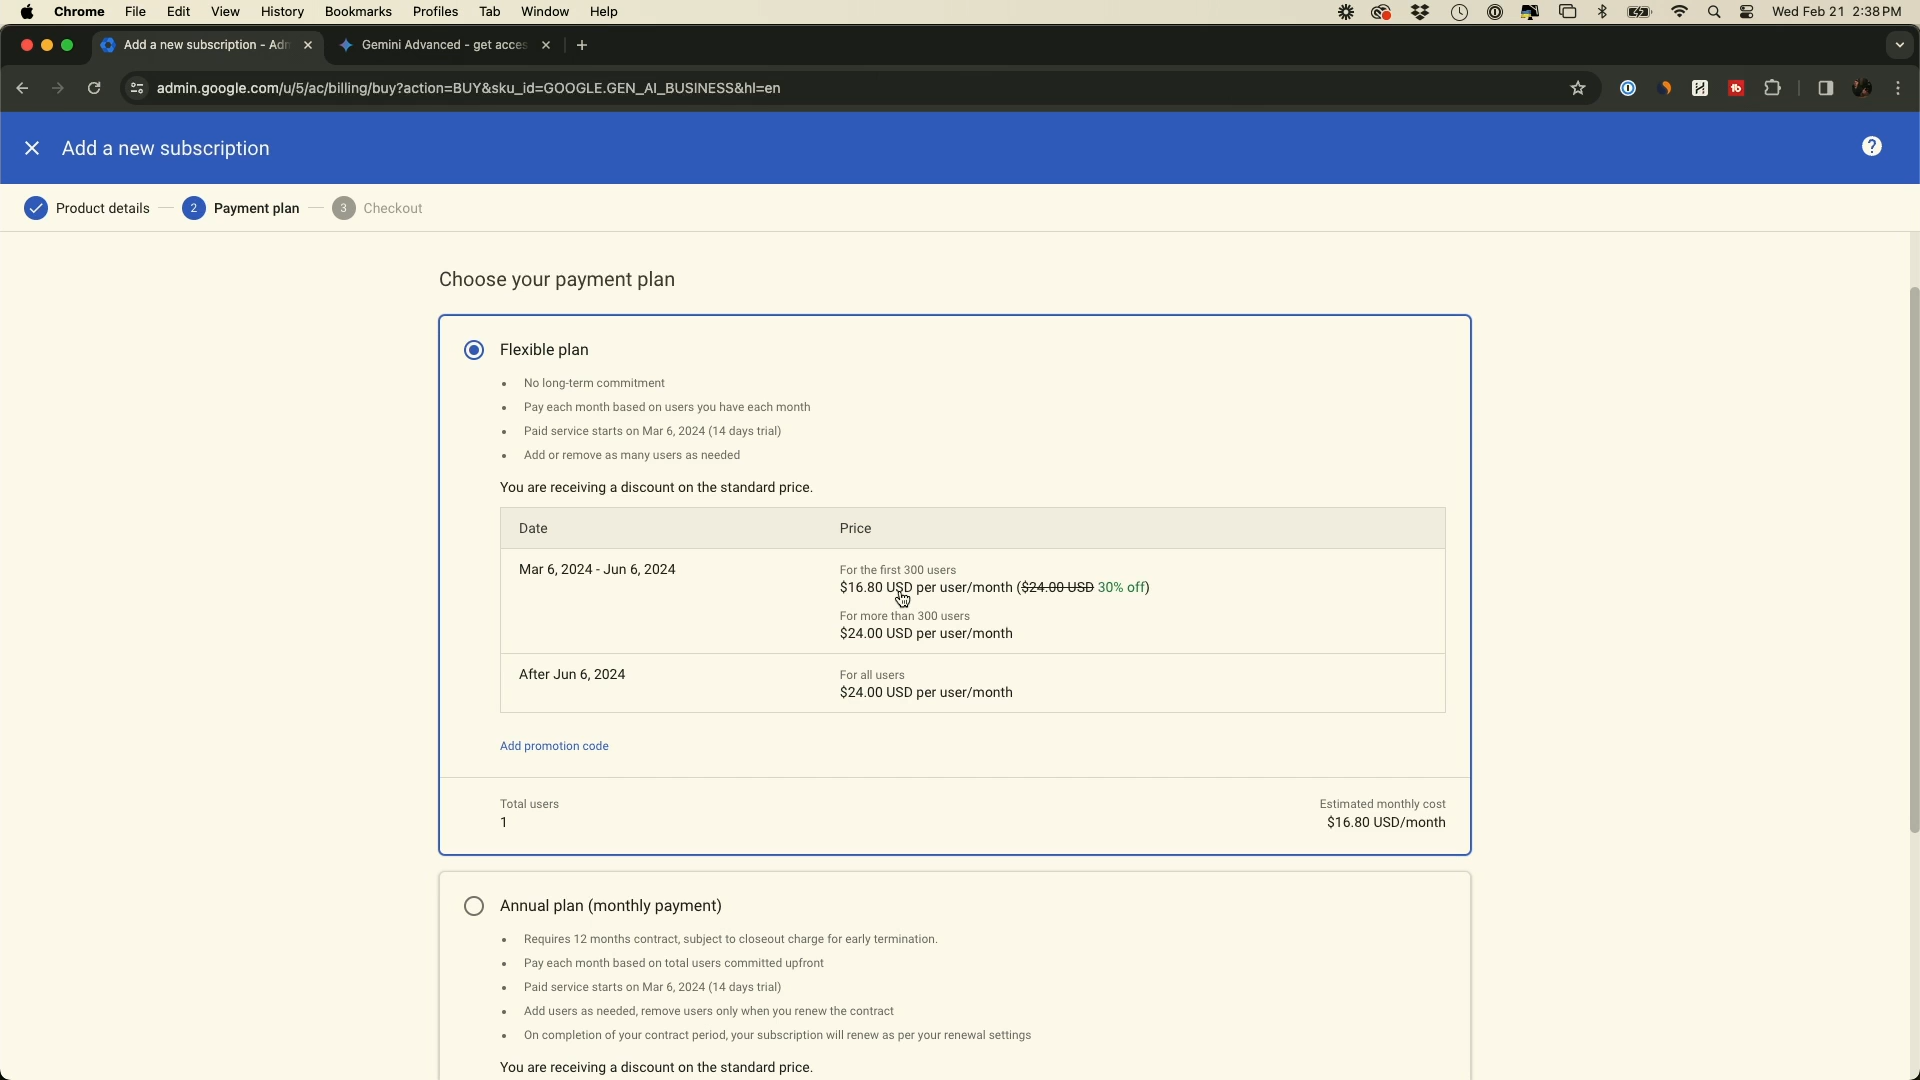 Chrome File Edit View History Bookmarks Profiles Tab Window Help Wed Feb 21 2:38 PM
Add a new subscription - Adn Gemini Advanced - get acces
admin.google.com/u/5/ac/billing/buy?action=BUY&sku_id=GOOGLE.GEN_AI_BUSINESS&hl=en
Add a new subscription
Product details 2 Payment plan 3 Checkout
Choose your payment plan
Flexible plan
• No long-term commitment
• Pay each month based on users you have each month
• Paid service starts on Mar 6, 2024 (14 days trial)
• Add or remove as many users as needed
You are receiving a discount on the standard price.
Date Price
Mar 6, 2024 - Jun 6, 2024 For the first 300 users
$16.80 USD per user/month ($24.00 USD 30% off)
For more than 300 users
$24.00 USD per user/month
After Jun 6, 2024 For all users
$24.00 USD per user/month
Add promotion code
Total users Estimated monthly cost
1 $16.80 USD/month
Annual plan (monthly payment)
• Requires 12 months contract, subject to closeout charge for early termination.
• Pay each month based on total users committed upfront
• Paid service starts on Mar 6, 2024 (14 days trial)
• Add users as needed, remove users only when you renew the contract
• On completion of your contract period, your subscription will renew as per your renewal settings
You are receiving a discount on the standard price.